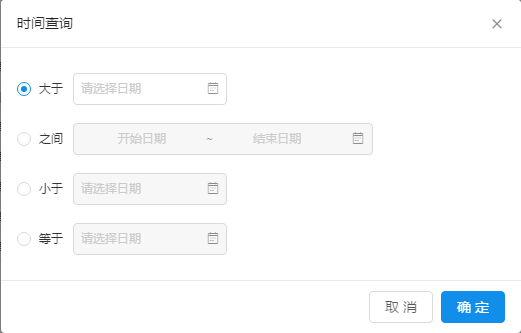 时间查询
大于 请选择日期
之间 开始日期 ~ 结束日期
小于 请选择日期
等于 请选择日期
取 消 确 定